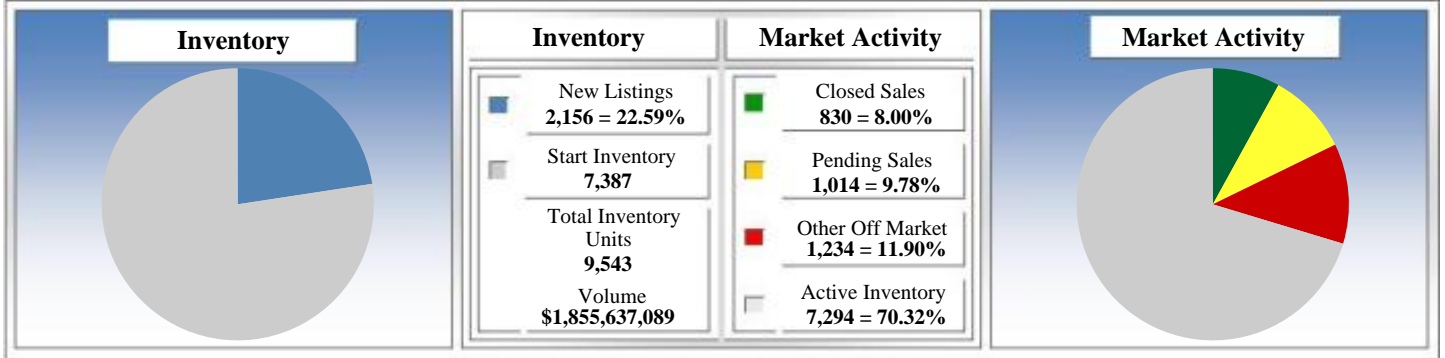 Inventory
Inventory
New Listings
2,156 = 22.59%
Start Inventory
7,387
Total Inventory
Units
9,543
Volume
$1,855,637,089
Market Activity
Closed Sales
830 = 8.00%
Pending Sales
1,014 = 9.78%
Other Off Market
1,234 = 11.90%
Active Inventory
7,294 = 70.32%
Market Activity